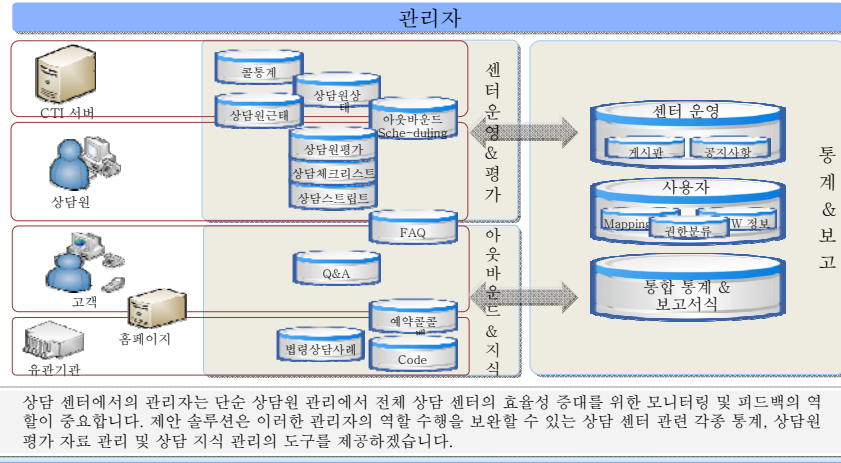 관리자
콜통계
상담원상
태
상담원근태
아웃바운드
Sche-duling
CTI 서버
상담원평가
상담체크리스트
상담스트립트
상담원
센
터
운
영
&
평
가
FAQ
Q&A
고객
홈페이지
예약콜콜
법령상담사례
Code
유관기관
아
웃
바
운
드
&
지
식
센터 운영
게시판
공지사항
사용자
Mapping
권한분류
W 정보
통합 통계 &
보고서식
통
계
&
보
고
상담 센터에서의 관리자는 단순 상담원 관리에서 전체 상담 센터의 효율성 증대를 위한 모니터링 및 피드백의 역
할이 중요합니다. 제안 솔루션은 이러한 관리자의 역할 수행을 보완할 수 있는 상담 센터 관련 각종 통계, 상담원
평가 자료 관리 및 상담 지식 관리의 도구를 제공하겠습니다.